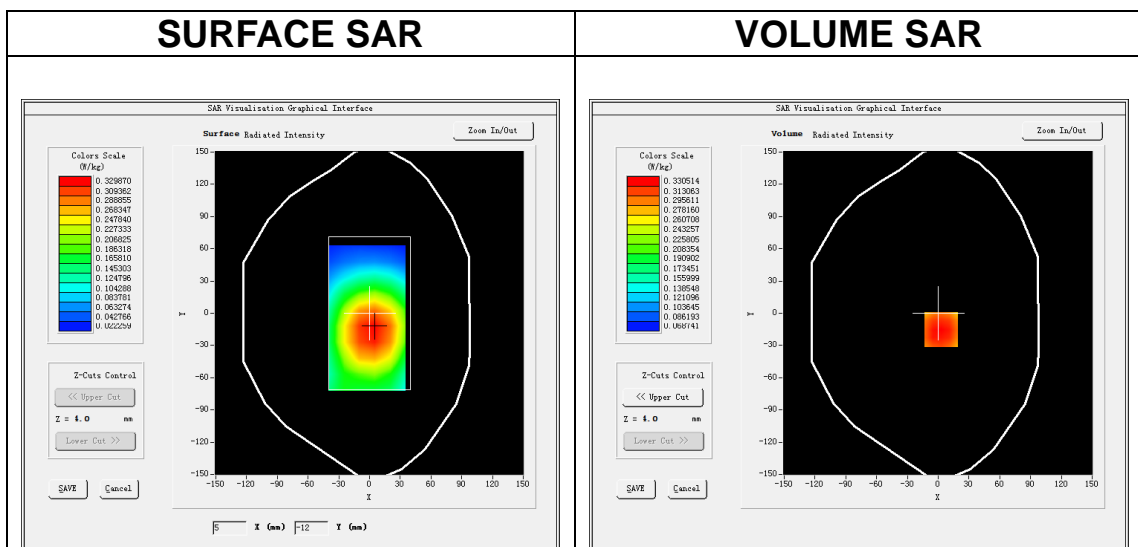 SURFACE SAR
VOLUME SAR
SAR Visualisation Graphical Interface
Surface Radiated Intensity
Zoom In/Out
Colors Scale
(W/kg)
0.329870
0.309362
0.288855
0.268347
0.247840
0.227333
0.206825
0.186318
0.165810
0.145303
0.124796
0.104288
0.083781
0.063274
0.042766
0.022259
Z-Cuts Control
<< Upper Cut
Z = 4.0 mm
Lower Cut >>
SAVE Cancel
150
120
90
60
30
0
-30
-60
-90
-120
-150
Y
-150 -120 -90 -60 -30 0 30 60 90 120 150
X
5 X (mm) -12 Y (mm)
SAR Visualisation Graphical Interface
Volume Radiated Intensity
Zoom In/Out
Colors Scale
(W/kg)
0.330514
0.313063
0.295611
0.278160
0.260708
0.243257
0.225805
0.208354
0.190902
0.173451
0.155999
0.138548
0.121096
0.103645
0.086193
0.068741
Z-Cuts Control
<< Upper Cut
Z = 4.0 mm
Lower Cut >>
SAVE Cancel
150
120
90
60
30
0
-30
-60
-90
-120
-150
Y
-150 -120 -90 -60 -30 0 30 60 90 120 150
X